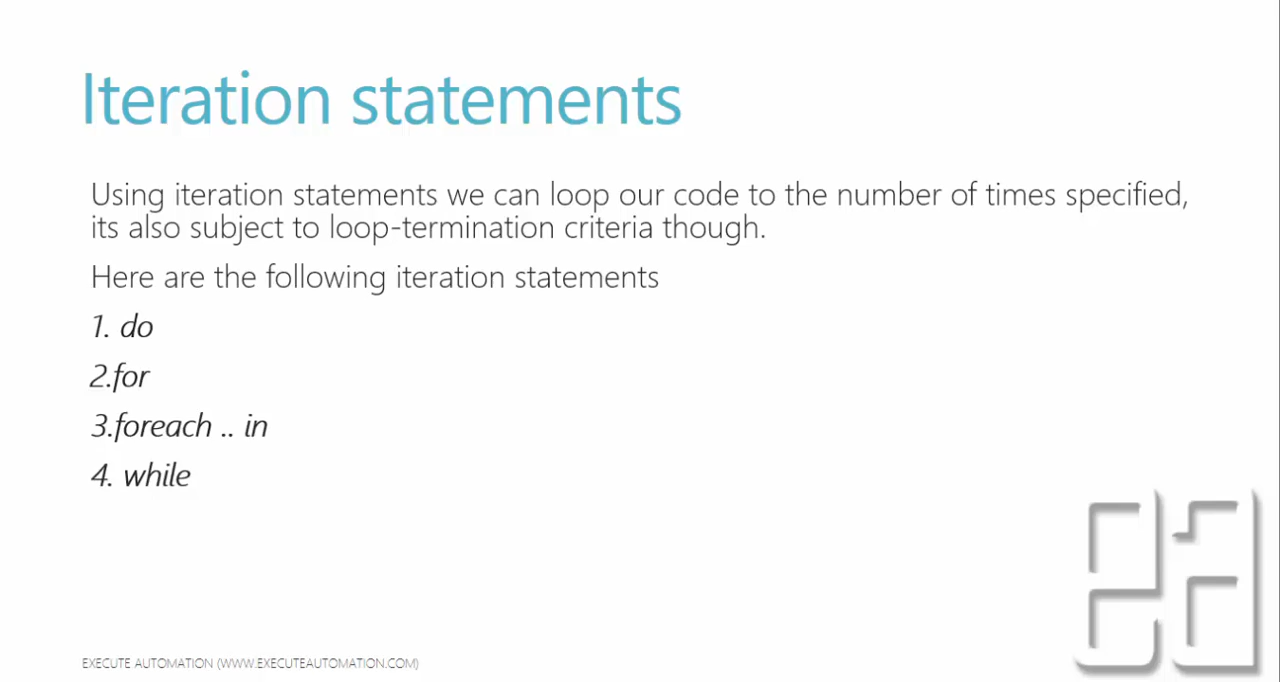 Iteration statements
Using iteration statements we can loop our code to the number of times specified,
its also subject to loop-termination criteria though.
Here are the following iteration statements
1. do
2.for
3.foreach .. in
4. while
ea
EXECUTE AUTOMATION (WWW.EXECUTEAUTOMATION.COM)